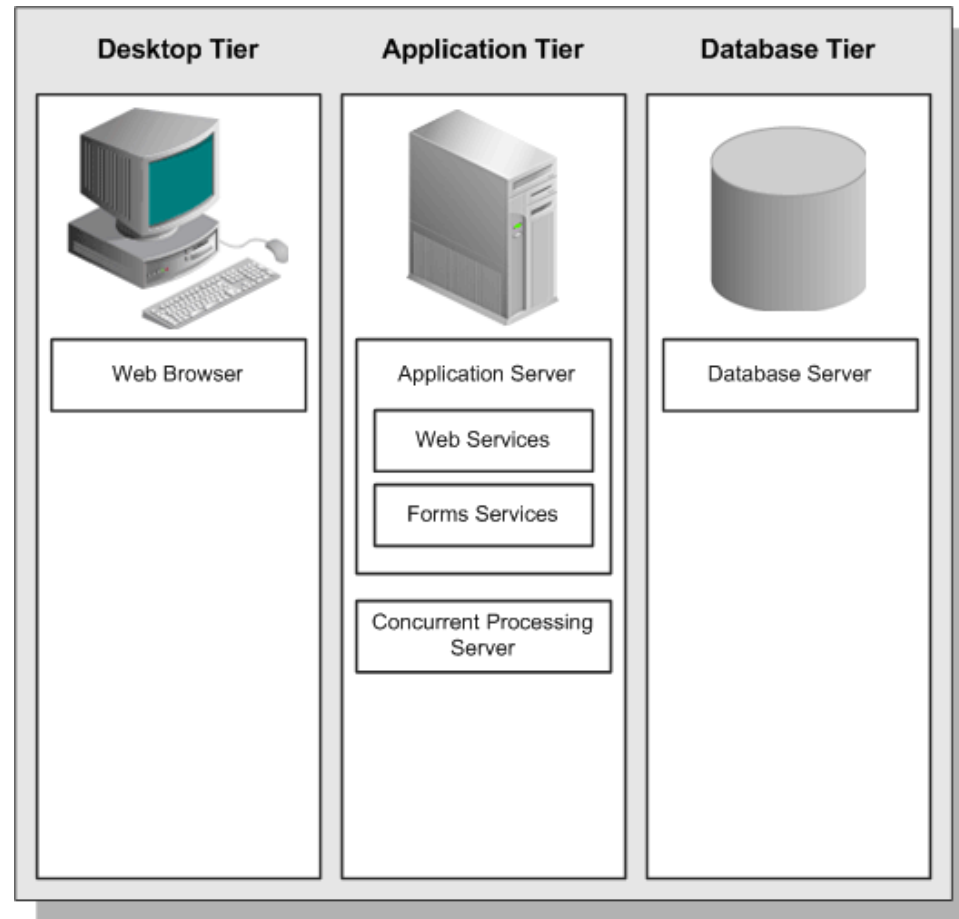 Desktop Tier
Application Tier
Database Tier
Web Browser
Application Server
Web Services
Forms Services
Concurrent Processing
Server
Database Server